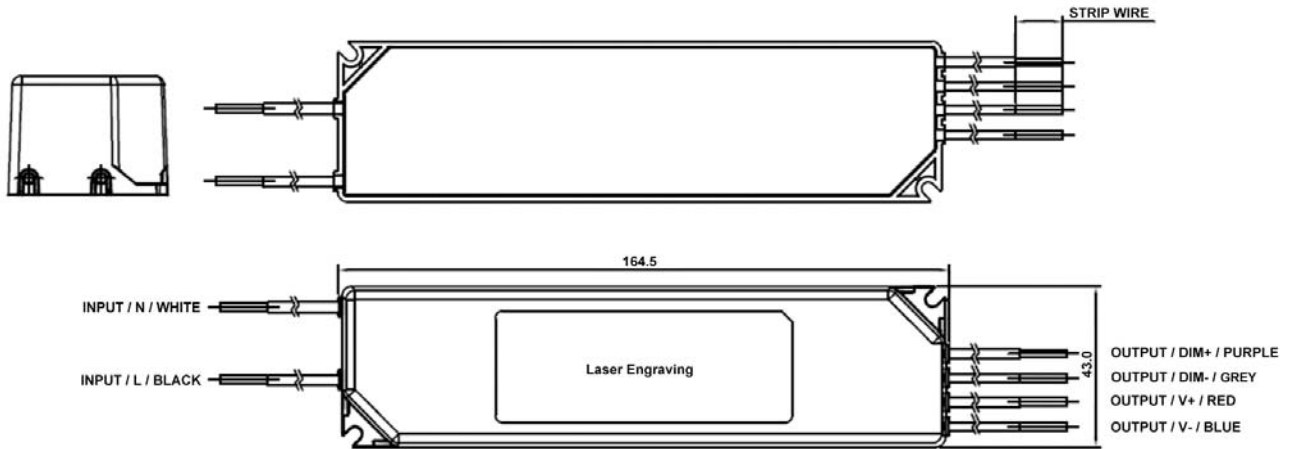 STRIP WIRE
164.5
INPUT / N / WHITE
INPUT / L / BLACK
Laser Engraving
43.0
OUTPUT / DIM+ / PURPLE
OUTPUT / DIM- / GREY
OUTPUT / V+ / RED
OUTPUT / V- / BLUE